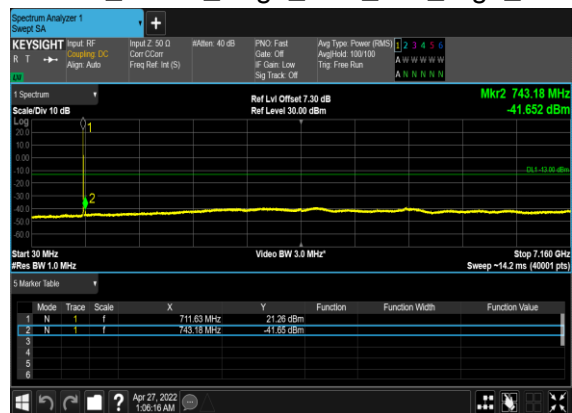 Spectrum Analyzer 1
Swept SA
KEYSIGHT
R T
Input: RF
Coupling: DC
Align: Auto
Input Z: 50 Ω
Corr CCorr
Freq Ref: Int (S)
#Atten: 40 dB
PNO: Fast
Gate: Off
IF Gain: Low
Sig Track: Off
Avg Type: Power (RMS)
Avg|Hold: 100/100
Trig: Free Run
1 2 3 4 5 6
A W W W W W
A N N N N N
1 Spectrum
Scale/Div 10 dB
Ref Lvl Offset 7.30 dB
Ref Level 30.00 dBm
Mkr2 743.18 MHz
-41.652 dBm
Log
20.0
10.0
0.00
-10.0
-20.0
-30.0
-40.0
-50.0
-60.0
1
2
DL1 -13.00 dBm
Start 30 MHz
#Res BW 1.0 MHz
Video BW 3.0 MHz*
Stop 7.160 GHz
Sweep ~14.2 ms (40001 pts)
5 Marker Table
Mode Trace Scale X Y Function Function Width Function Value
1 N 1 f 711.63 MHz 21.26 dBm
2 N 1 f 743.18 MHz -41.65 dBm
3
4
5
6
Apr 27, 2022
1:06:16 AM